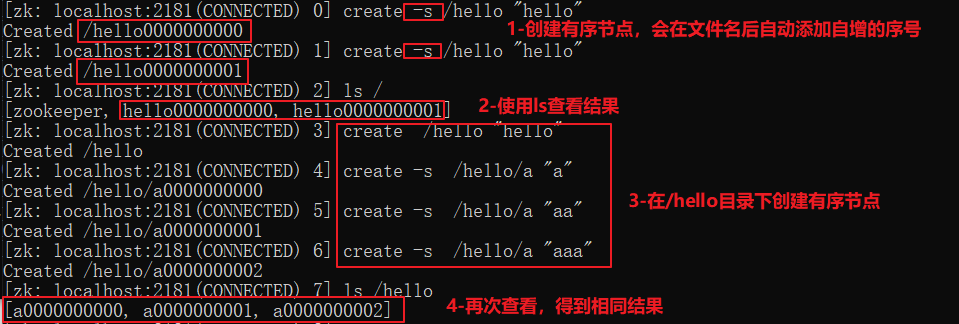 [zk: localhost:2181(CONNECTED) 0] create -s /hello "hello"
Created /hello0000000000
1-创建有序节点，会在文件名后自动添加自增的序号
[zk: localhost:2181(CONNECTED) 1] create -s /hello "hello"
Created /hello0000000001
[zk: localhost:2181(CONNECTED) 2] ls /
[zookeeper, hello0000000000, hello0000000001]
2-使用ls查看结果
[zk: localhost:2181(CONNECTED) 3] create  /hello "hello"
Created /hello
[zk: localhost:2181(CONNECTED) 4] create -s  /hello/a "a"
Created /hello/a0000000000
[zk: localhost:2181(CONNECTED) 5] create -s  /hello/a "aa"
3-在/hello目录下创建有序节点
Created /hello/a0000000001
[zk: localhost:2181(CONNECTED) 6] create -s  /hello/a "aaa"
Created /hello/a0000000002
[zk: localhost:2181(CONNECTED) 7] ls /hello
[a0000000000, a0000000001, a0000000002]
4-再次查看，得到相同结果